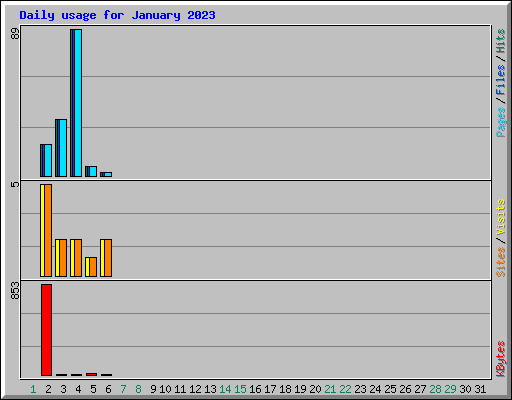 Daily usage for January 2023
89
5
853
Pages/Files/Hits
Sites/Visits
KBytes
1 2 3 4 5 6 7 8 9 10 11 12 13 14 15 16 17 18 19 20 21 22 23 24 25 26 27 28 29 30 31